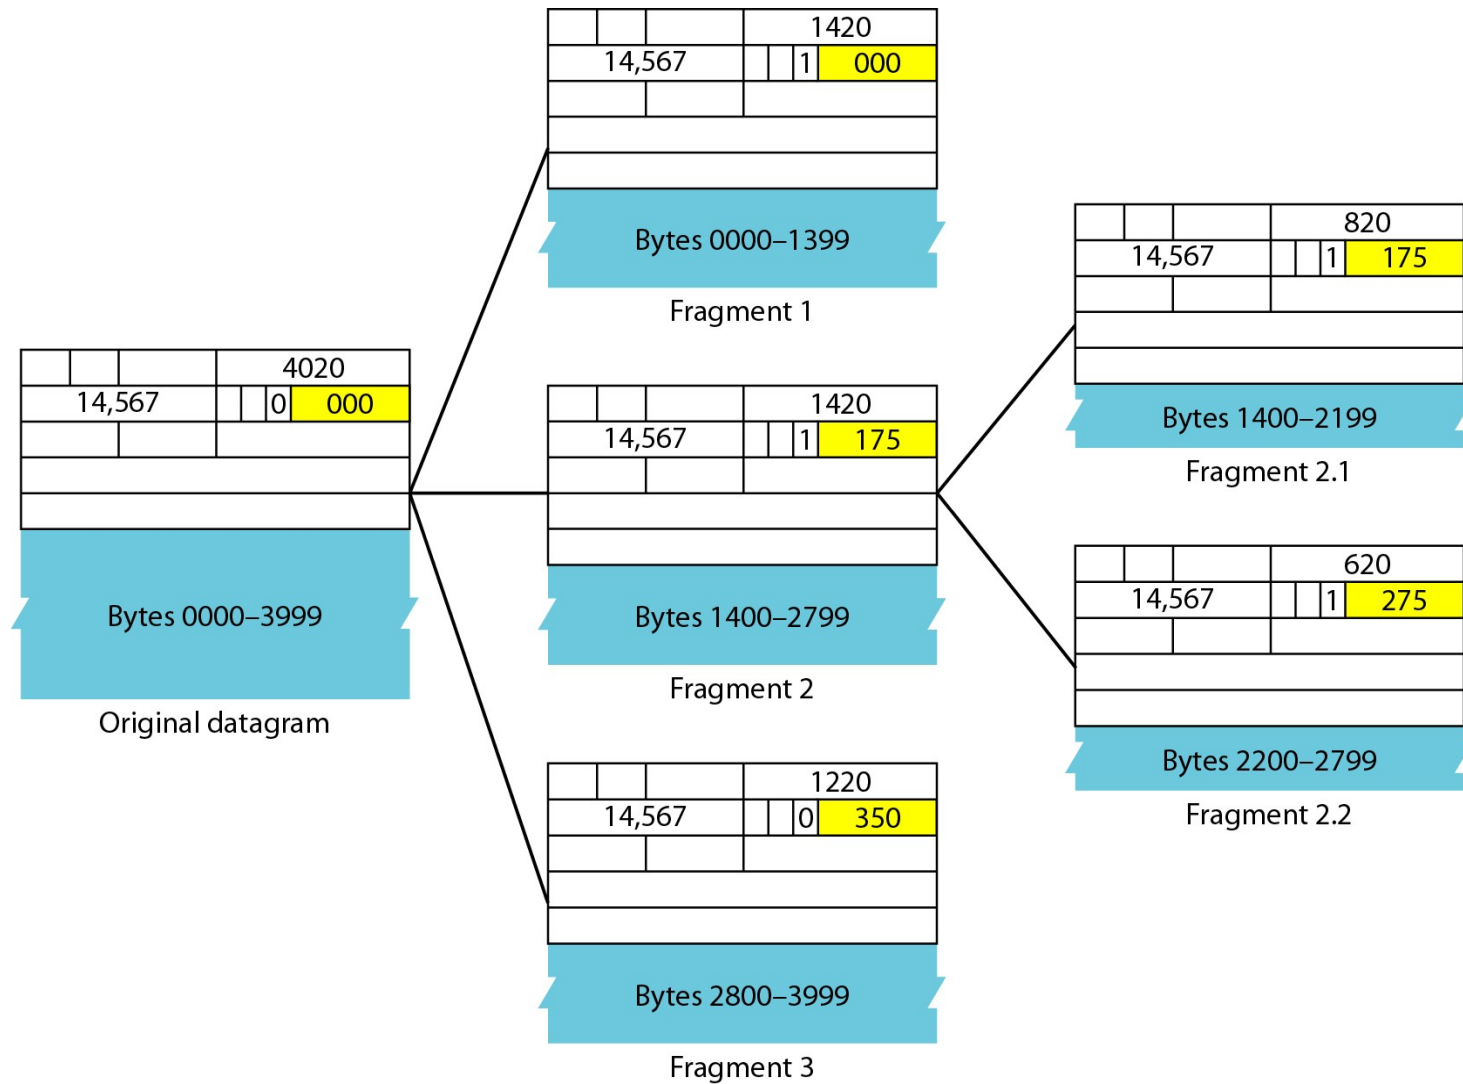 4020
14,567 0 000
Bytes 0000–3999
Original datagram
1420
14,567 1 000
Bytes 0000–1399
Fragment 1
1420
14,567 1 175
Bytes 1400–2799
Fragment 2
1220
14,567 0 350
Bytes 2800–3999
Fragment 3
820
14,567 1 175
Bytes 1400–2199
Fragment 2.1
620
14,567 1 275
Bytes 2200–2799
Fragment 2.2